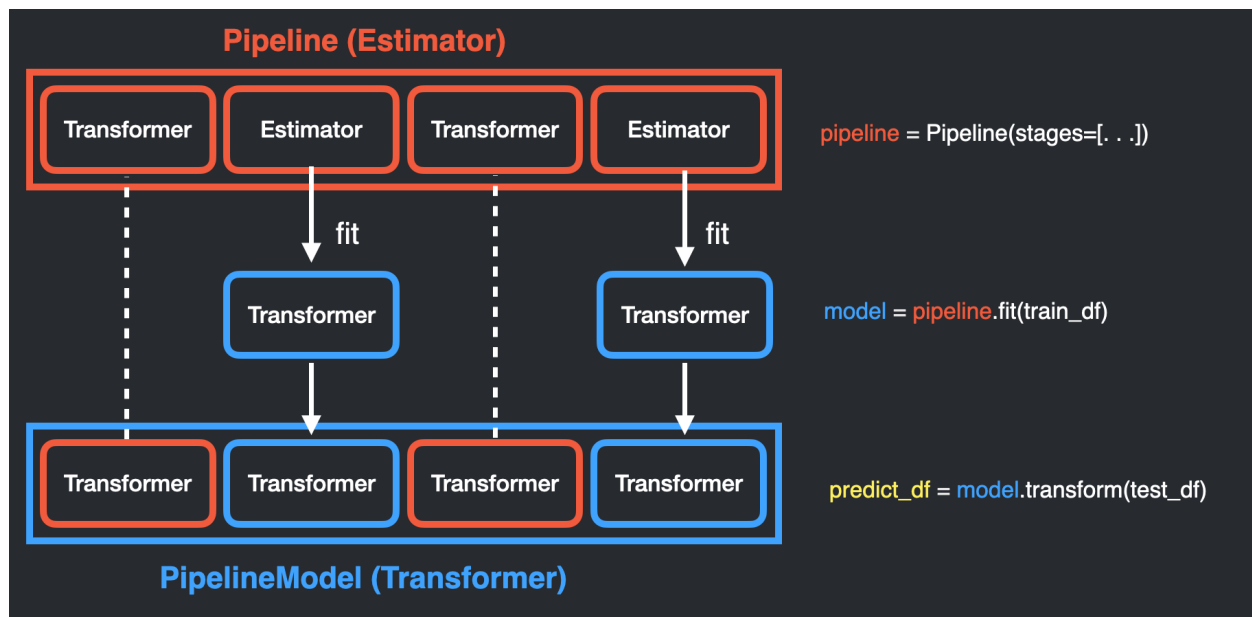 Pipeline (Estimator)
Transformer Estimator Transformer Estimator
pipeline = Pipeline(stages=[. . .])
fit fit
Transformer Transformer
model = pipeline.fit(train_df)
Transformer Transformer Transformer Transformer
predict_df = model.transform(test_df)
PipelineModel (Transformer)